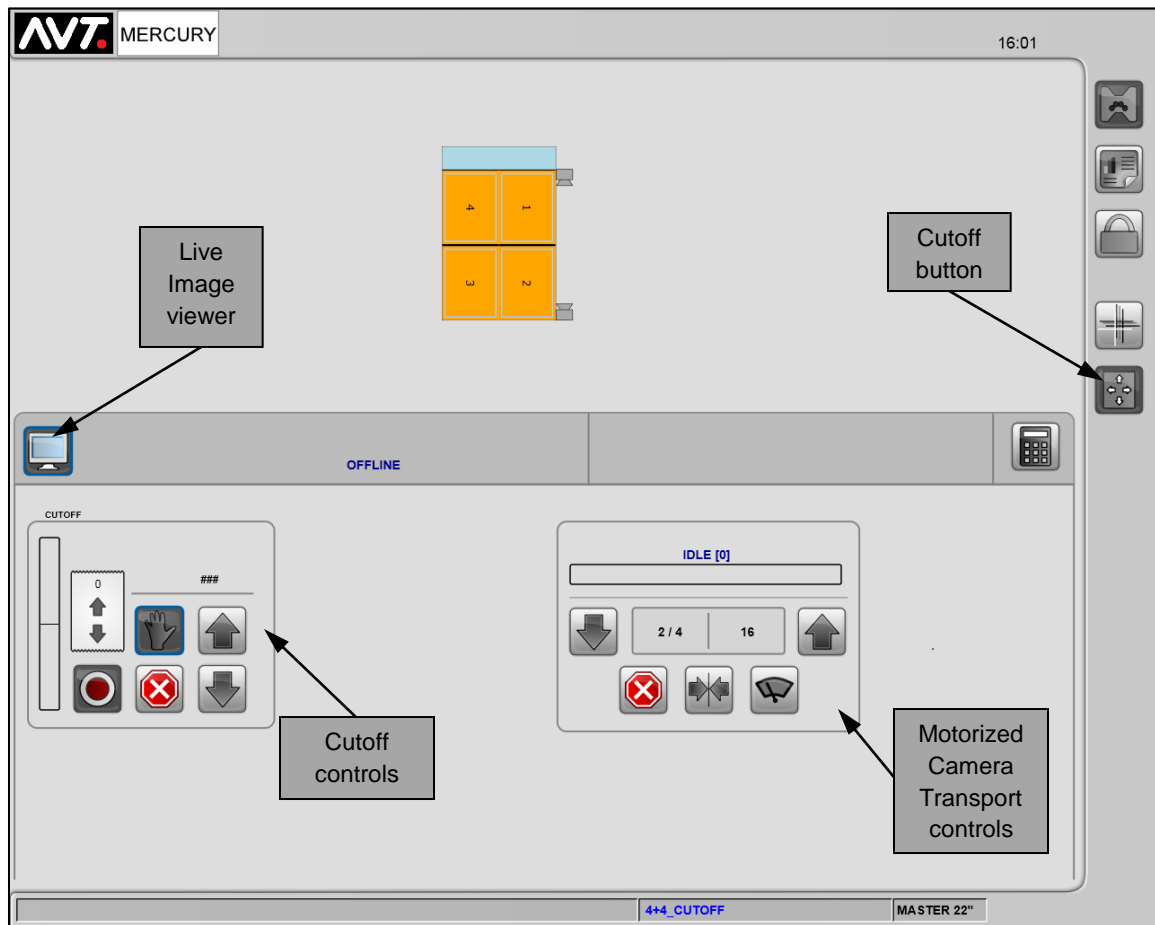 AVT. MERCURY
16:01
4 1
3 2
Live
Image
viewer
Cutoff
button
OFFLINE
CUTOFF
0
###
IDLE [0]
2 / 4 16
Cutoff
controls
Motorized
Camera
Transport
controls
4+4_CUTOFF MASTER 22"